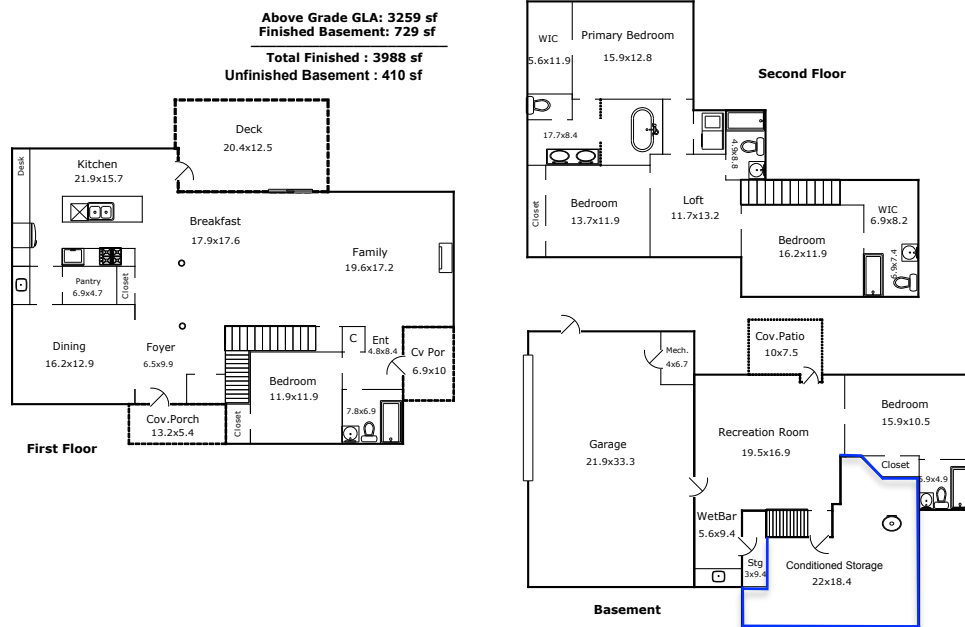 Above Grade GLA: 3259 sf
Finished Basement: 729 sf
Total Finished : 3988 sf
Unfinished Basement : 410 sf
Deck
20.4x12.5
Desk
Kitchen
21.9x15.7
Breakfast
17.9x17.6
Family
19.6x17.2
Pantry
6.9x4.7
Closet
Dining
16.2x12.9
Foyer
6.5x9.9
C
Ent
4.8x8.4
Cv Por
6.9x10
Bedroom
11.9x11.9
7.8x6.9
Cov.Porch
13.2x5.4
Closet
First Floor
WIC
5.6x11.9
Primary Bedroom
15.9x12.8
Second Floor
17.7x8.4
4.9x8.8
Closet
Bedroom
13.7x11.9
Loft
11.7x13.2
WIC
6.9x8.2
Bedroom
16.2x11.9
6.9x7.4
Cov.Patio
10x7.5
Mech.
4x6.7
Garage
21.9x33.3
Recreation Room
19.5x16.9
Bedroom
15.9x10.5
Closet
5.9x4.9
WetBar
5.6x9.4
Stg
3x9.4
Conditioned Storage
22x18.4
Basement